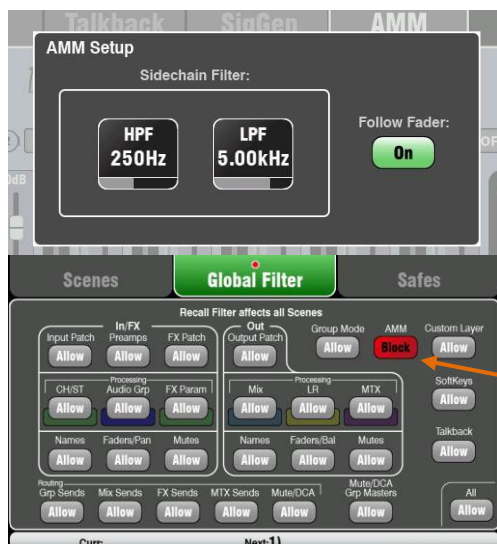 Talkback SigGen AMM
AMM Setup
Sidechain Filter:
Follow Fader:
HPF
250Hz
LPF
5.00kHz
On
Scenes Global Filter Safes
Recall Filter affects all Scenes
In/FX
Input Patch Preamps FX Patch
Allow Allow Allow
Out
Output Patch
Allow
Group Mode AMM Custom Layer
Allow Block Allow
Processing
CH/ST Audio Grp FX Param
Allow Allow Allow
Processing
Mix LR MTX
Allow Allow Allow
SoftKeys
Allow
Names Faders/Pan Mutes
Allow Allow Allow
Names Faders/Bal Mutes
Allow Allow Allow
Talkback
Allow
Routing
Grp Sends Mix Sends FX Sends MTX Sends Mute/DCA
Allow Allow Allow Allow Allow
Mute/DCA
Grp Masters
Allow
All
Allow
Curr: Next:1)